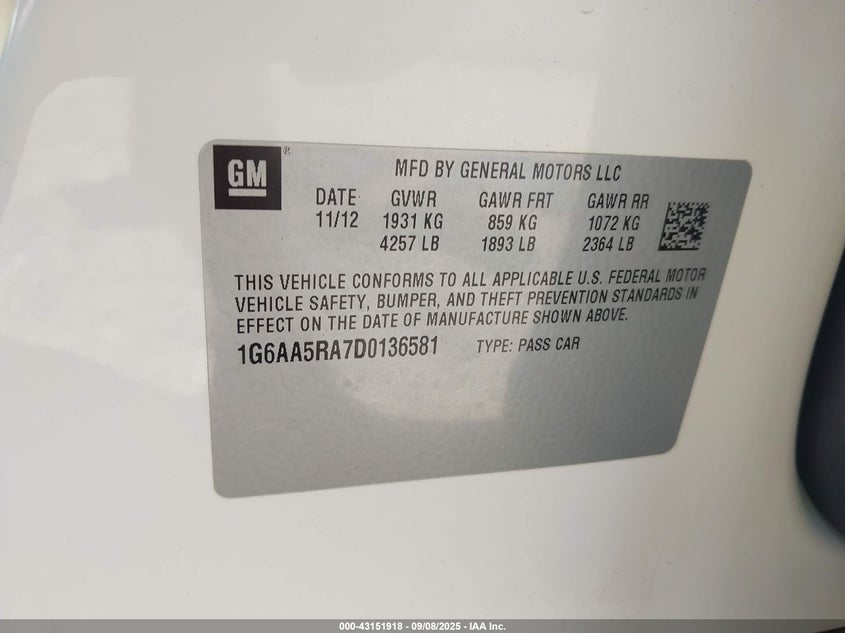 GM®
MFD BY GENERAL MOTORS LLC
DATE GVWR GAWR FRT GAWR RR
11/12 1931 KG 859 KG 1072 KG
4257 LB 1893 LB 2364 LB
THIS VEHICLE CONFORMS TO ALL APPLICABLE U.S. FEDERAL MOTOR
VEHICLE SAFETY, BUMPER, AND THEFT PREVENTION STANDARDS IN
EFFECT ON THE DATE OF MANUFACTURE SHOWN ABOVE.
1G6AA5RA7D0136581 TYPE: PASS CAR
000-43151918 - 09/08/2025 - IAA Inc.